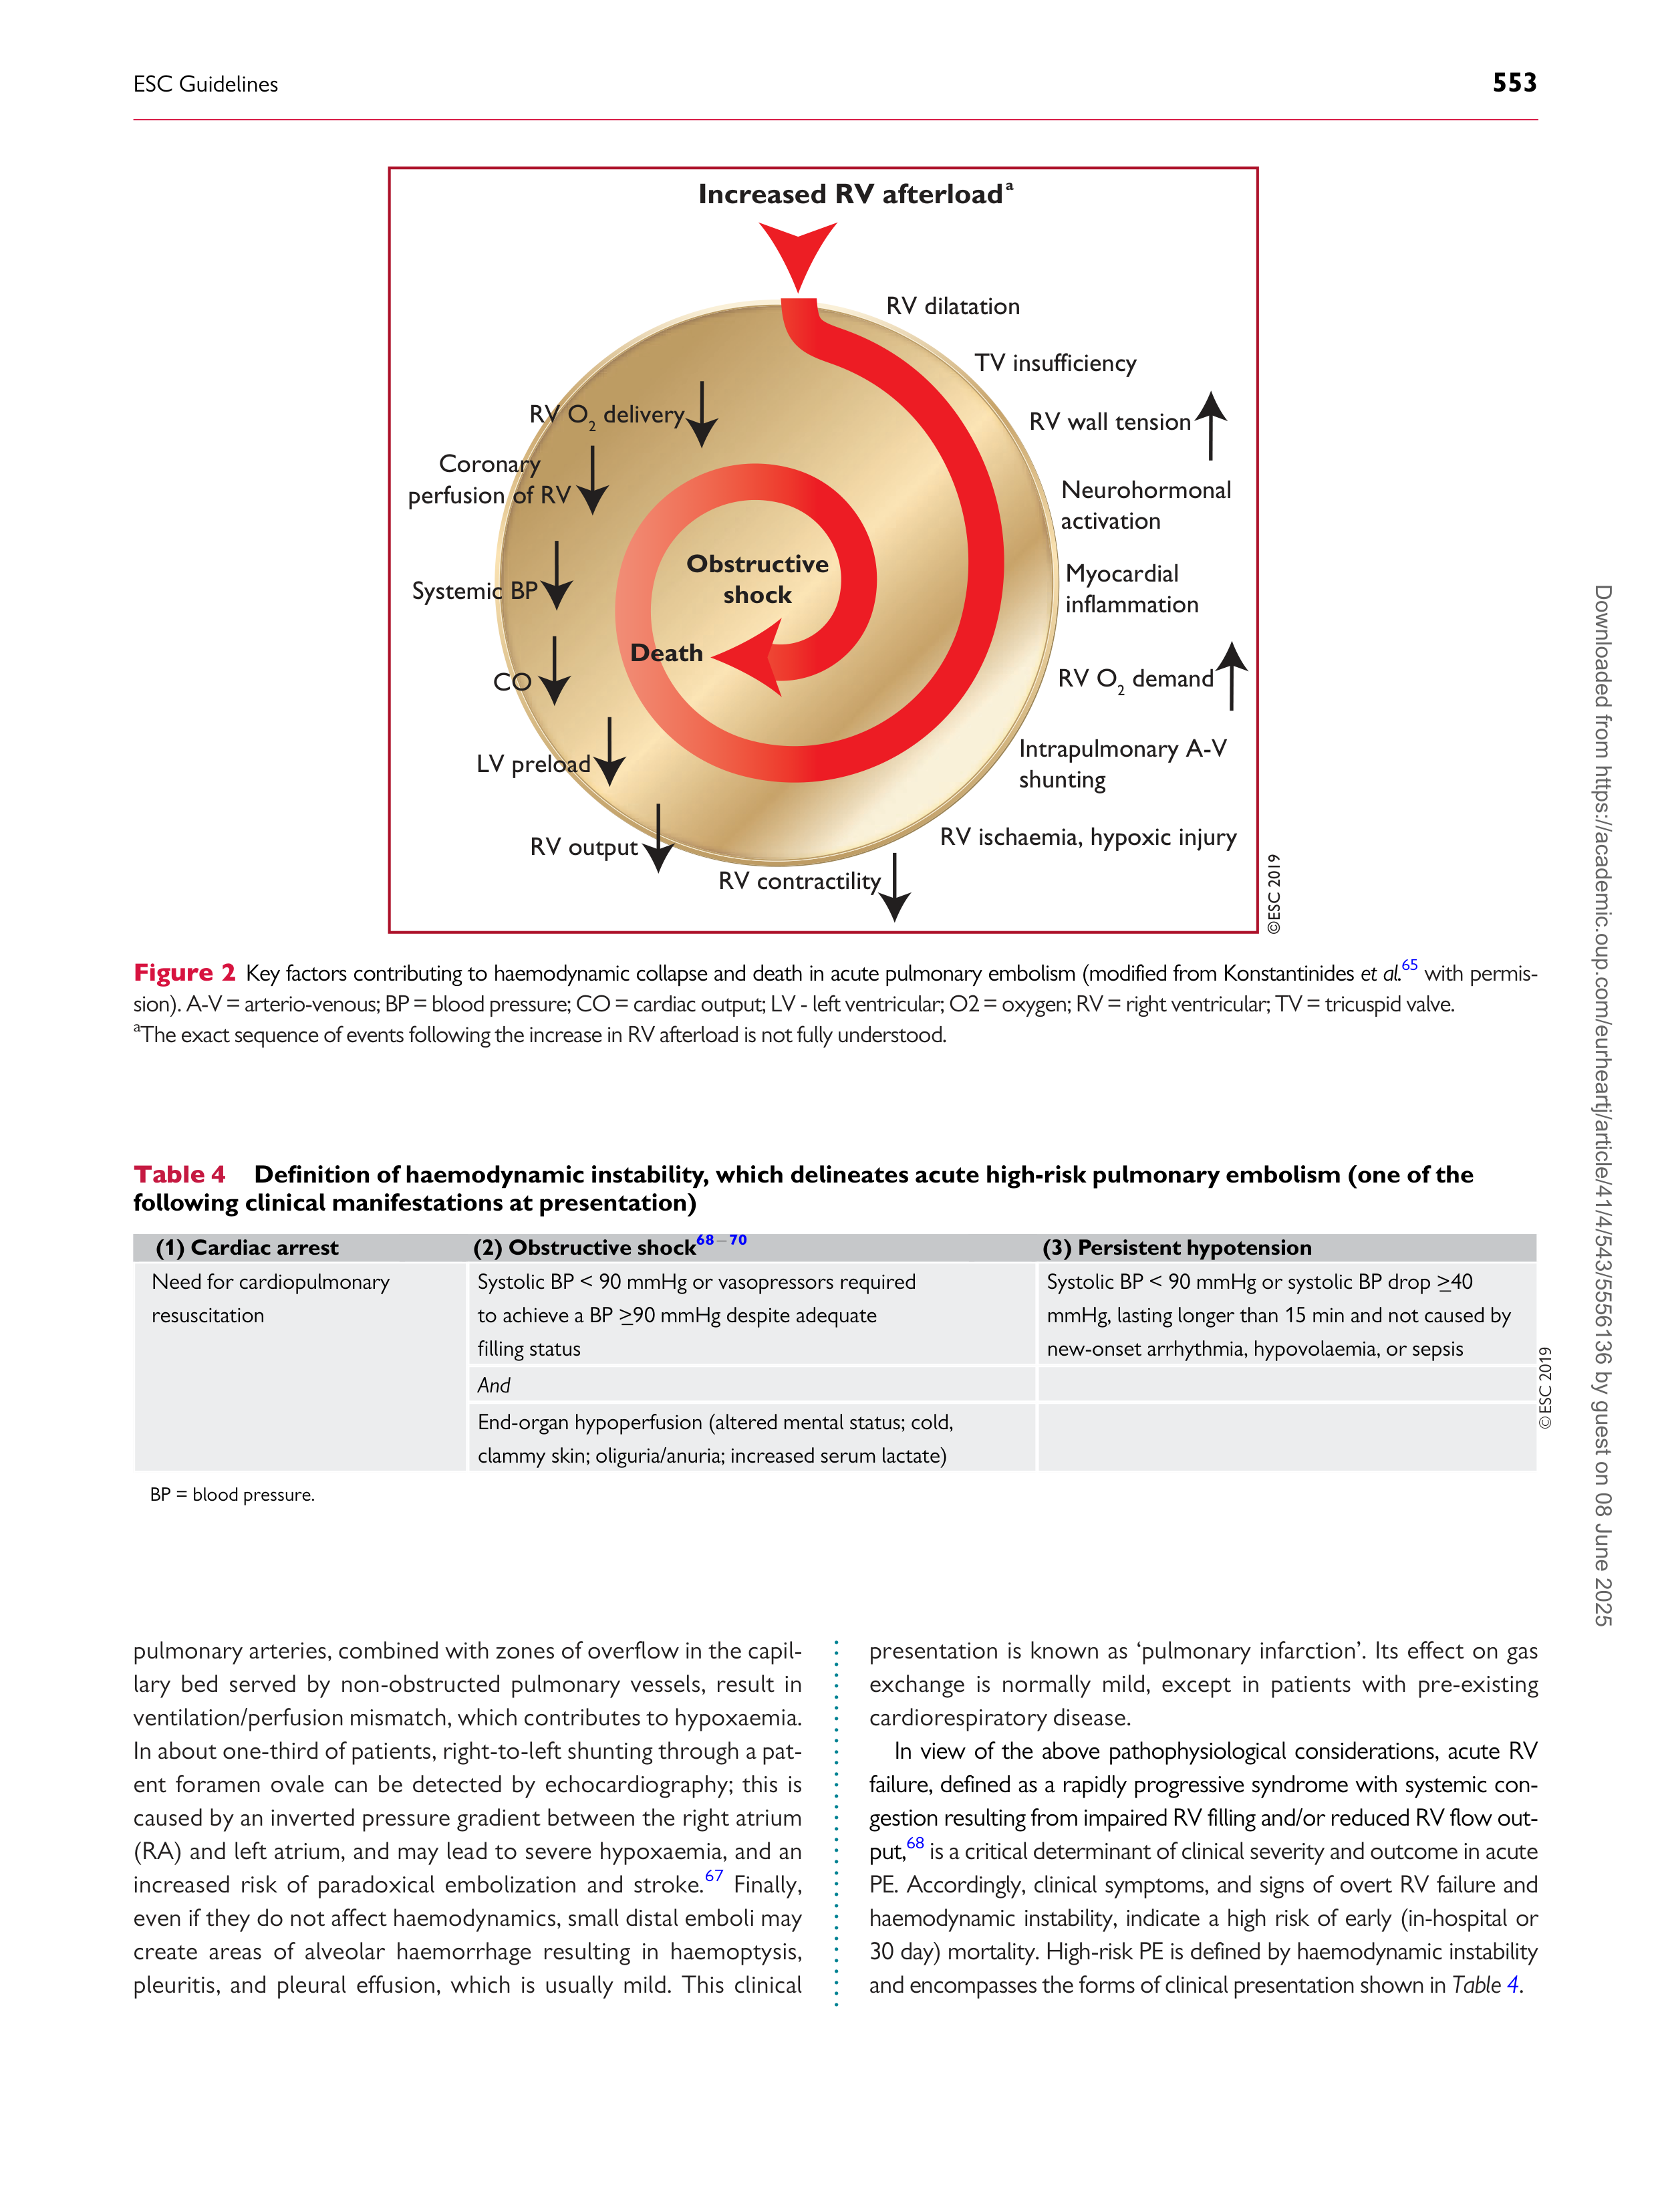 ESC Guidelines
553
Increased RV afterloadᵃ
RV dilatation
TV insufficiency
RV wall tension
Neurohormonal
activation
Myocardial
inflammation
RV O₂ demand
Intrapulmonary A-V
shunting
RV ischaemia, hypoxic injury
RV contractility
RV output
LV preload
CO
Systemic BP
Coronary
perfusion of RV
RV O₂ delivery
Obstructive
shock
Death
©ESC 2019
Figure 2 Key factors contributing to haemodynamic collapse and death in acute pulmonary embolism (modified from Konstantinides et al.⁶⁵ with permis-
sion). A-V = arterio-venous; BP = blood pressure; CO = cardiac output; LV - left ventricular; O2 = oxygen; RV = right ventricular; TV = tricuspid valve.
ᵃThe exact sequence of events following the increase in RV afterload is not fully understood.
Table 4 Definition of haemodynamic instability, which delineates acute high-risk pulmonary embolism (one of the
following clinical manifestations at presentation)
(1) Cardiac arrest
(2) Obstructive shock⁶⁸⁻⁷⁰
(3) Persistent hypotension
Need for cardiopulmonary
resuscitation
Systolic BP < 90 mmHg or vasopressors required
to achieve a BP ≥90 mmHg despite adequate
filling status
And
End-organ hypoperfusion (altered mental status; cold,
clammy skin; oliguria/anuria; increased serum lactate)
Systolic BP < 90 mmHg or systolic BP drop ≥40
mmHg, lasting longer than 15 min and not caused by
new-onset arrhythmia, hypovolaemia, or sepsis
©ESC 2019
BP = blood pressure.
pulmonary arteries, combined with zones of overflow in the capil-
lary bed served by non-obstructed pulmonary vessels, result in
ventilation/perfusion mismatch, which contributes to hypoxaemia.
In about one-third of patients, right-to-left shunting through a pat-
ent foramen ovale can be detected by echocardiography; this is
caused by an inverted pressure gradient between the right atrium
(RA) and left atrium, and may lead to severe hypoxaemia, and an
increased risk of paradoxical embolization and stroke.⁶⁷ Finally,
even if they do not affect haemodynamics, small distal emboli may
create areas of alveolar haemorrhage resulting in haemoptysis,
pleuritis, and pleural effusion, which is usually mild. This clinical
presentation is known as ‘pulmonary infarction’. Its effect on gas
exchange is normally mild, except in patients with pre-existing
cardiorespiratory disease.
In view of the above pathophysiological considerations, acute RV
failure, defined as a rapidly progressive syndrome with systemic con-
gestion resulting from impaired RV filling and/or reduced RV flow out-
put,⁶⁸ is a critical determinant of clinical severity and outcome in acute
PE. Accordingly, clinical symptoms, and signs of overt RV failure and
haemodynamic instability, indicate a high risk of early (in-hospital or
30 day) mortality. High-risk PE is defined by haemodynamic instability
and encompasses the forms of clinical presentation shown in Table 4.
Downloaded from https://academic.oup.com/eurheartj/article/41/4/543/5556136 by guest on 08 June 2025